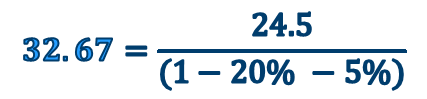 32.67 = 24.5 / (1 − 20% − 5%)